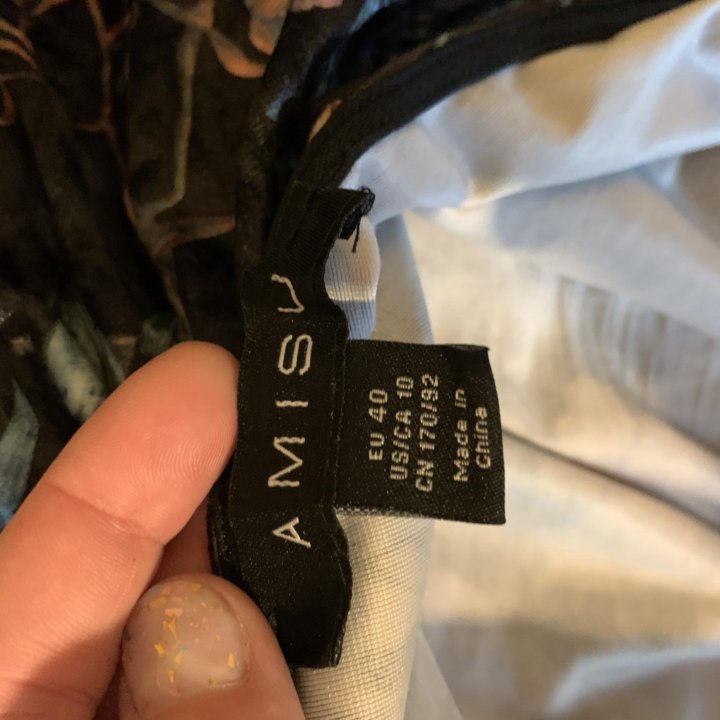 AMISU
EU 40
US/CA 10
CN 170/92
Made in
China